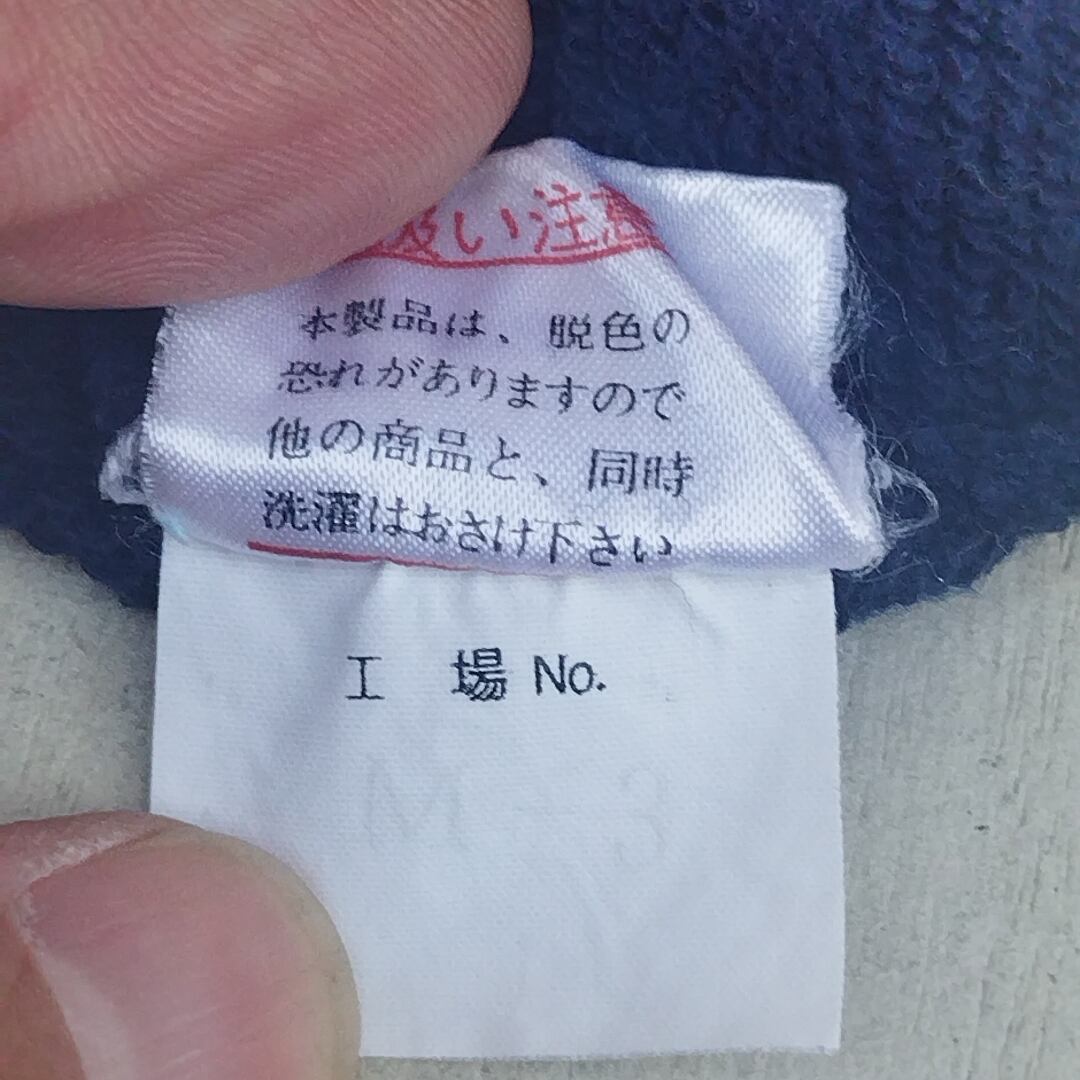 扱い注意
本製品は、脱色の
恐れがありますので
他の商品と、同時
洗濯はおさけ下さい
工 場 No.
M - 3